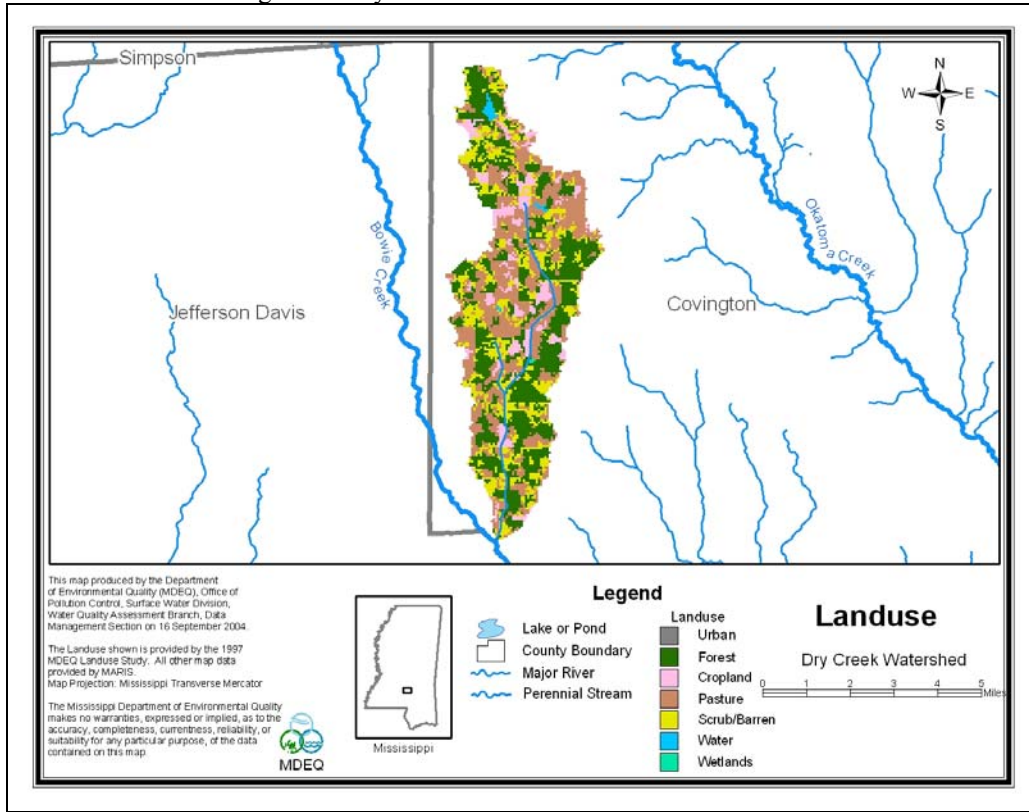 Simpson
N
W E
S
Bowie Creek
Okatoma Creek
Jefferson Davis
Covington
This map produced by the Department
of Environmental Quality (MDEQ), Office of
Pollution Control, Surface Water Division,
Water Quality Assessment Branch, Data
Management Section on 16 September 2004.
The Landuse shown is provided by the 1997
MDEQ Landuse Study. All other map data
provided by MARIS.
Map Projection: Mississippi Transverse Mercator
The Mississippi Department of Environmental Quality
makes no warranties, expressed or implied, as to the
accuracy, completeness, currentness, reliability, or
suitability for any particular purpose, of the data
contained on this map.
MDEQ
Mississippi
Legend
Lake or Pond
County Boundary
Major River
Perennial Stream
Landuse
Urban
Forest
Cropland
Pasture
Scrub/Barren
Water
Wetlands
Landuse
Dry Creek Watershed
0 1 2 3 4 5
Miles